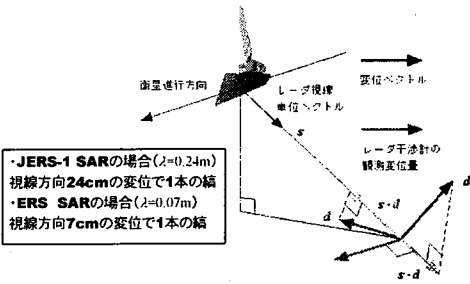 衛星進行方向
レーダ視線
単位ベクトル
s
変位ベクトル
レーダ干渉計の
観測変位量
・JERS-1 SARの場合(λ=0.24m)
視線方向24cmの変位で1本の縞
・ERS SARの場合(λ=0.07m)
視線方向7cmの変位で1本の縞
d
s・d
d
s・d